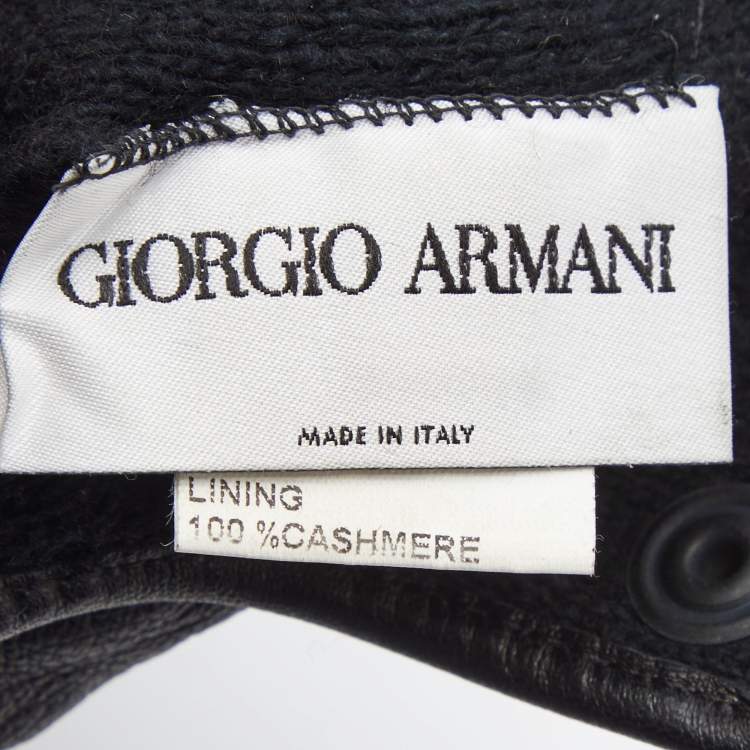 GIORGIO ARMANI
MADE IN ITALY
LINING
100 %CASHMERE